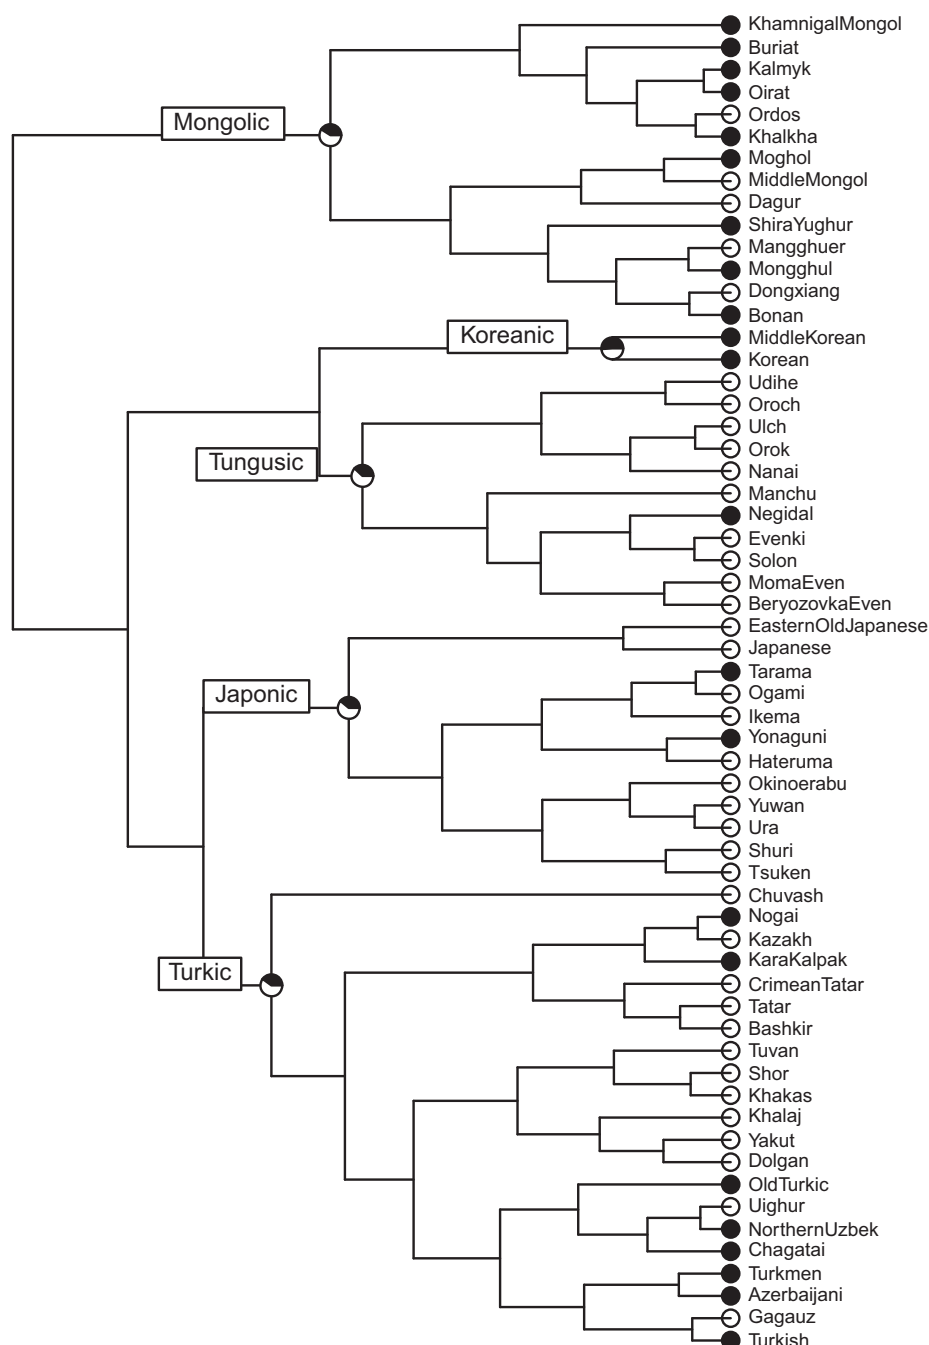 KhamnigalMongol
Buriat
Kalmyk
Oirat
Ordos
Mongolic
Khalkha
Moghol
MiddleMongol
Dagur
ShiraYughur
Mangghuer
Mongghul
Dongxiang
Bonan
Koreanic
MiddleKorean
Korean
Udihe
Oroch
Ulch
Orok
Tungusic
Nanai
Manchu
Negidal
Evenki
Solon
MomaEven
BeryozovkaEven
EasternOldJapanese
Japanese
Tarama
Japonic
Ogami
Ikema
Yonaguni
Hateruma
Okinoerabu
Yuwan
Ura
Shuri
Tsuken
Chuvash
Nogai
Kazakh
KaraKalpak
Turkic
CrimeanTatar
Tatar
Bashkir
Tuvan
Shor
Khakas
Khalaj
Yakut
Dolgan
OldTurkic
Uighur
NorthernUzbek
Chagatai
Turkmen
Azerbaijani
Gagauz
Turkish